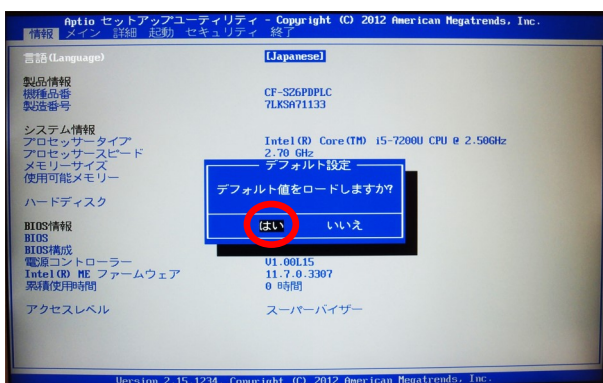 Aptio セットアップユーティリティ - Copyright (C) 2012 American Megatrends, Inc.
情報 メイン 詳細 起動 セキュリティ 終了
言語(Language) [Japanese]
製品情報
機種品番 CF-SZ6PDPLC
製造番号 7LKSA71133
システム情報
プロセッサータイプ Intel(R) Core(TM) i5-7200U CPU @ 2.50GHz
プロセッサースピード 2.70 GHz
メモリーサイズ
使用可能メモリー
ハードディスク
デフォルト設定
デフォルト値をロードしますか?
はい いいえ
BIOS情報
BIOS
BIOS構成
電源コントローラー V1.00L15
Intel(R) ME ファームウェア 11.7.0.3307
累積使用時間 0 時間
アクセスレベル スーパーバイザー
Version 2.15.1234. Copyright (C) 2012 American Megatrends, Inc.